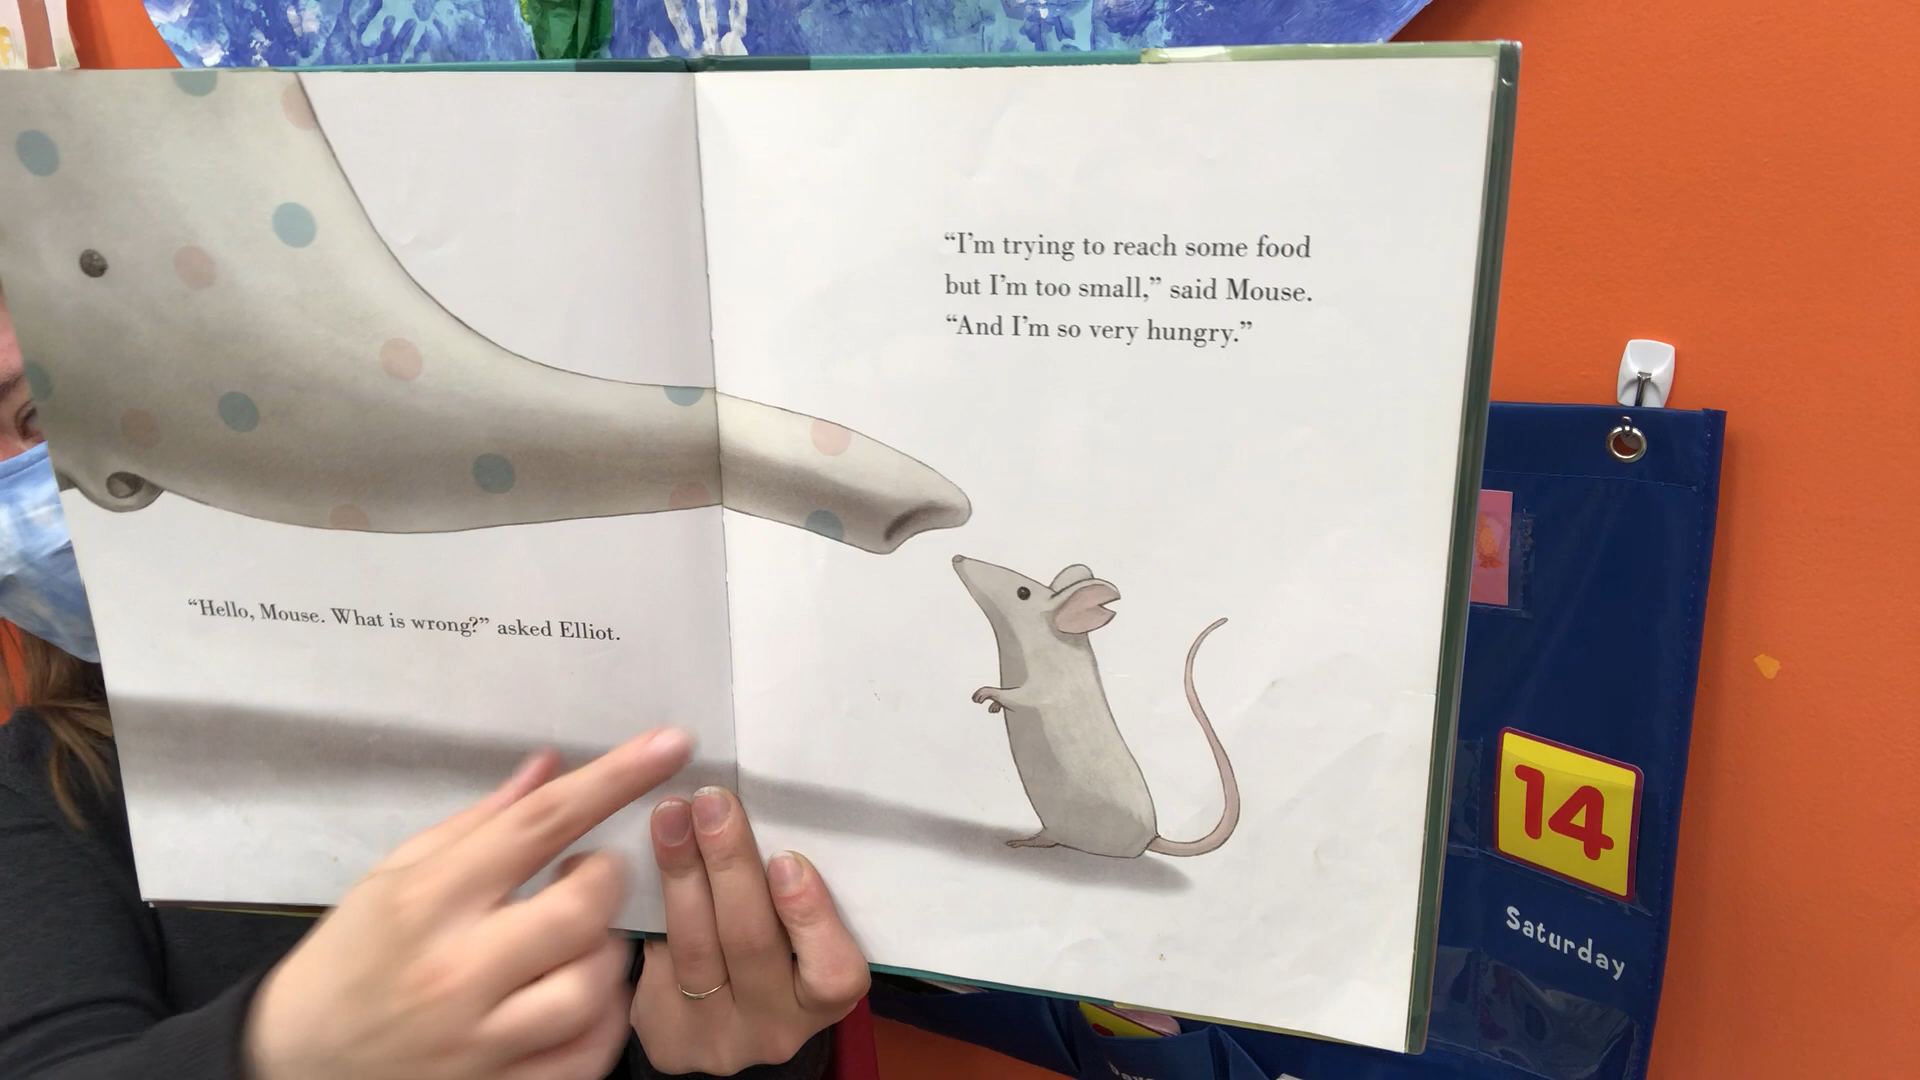 “Hello, Mouse. What is wrong?” asked Elliot.
“I’m trying to reach some food
but I’m too small,” said Mouse.
“And I’m so very hungry.”
14
Saturday